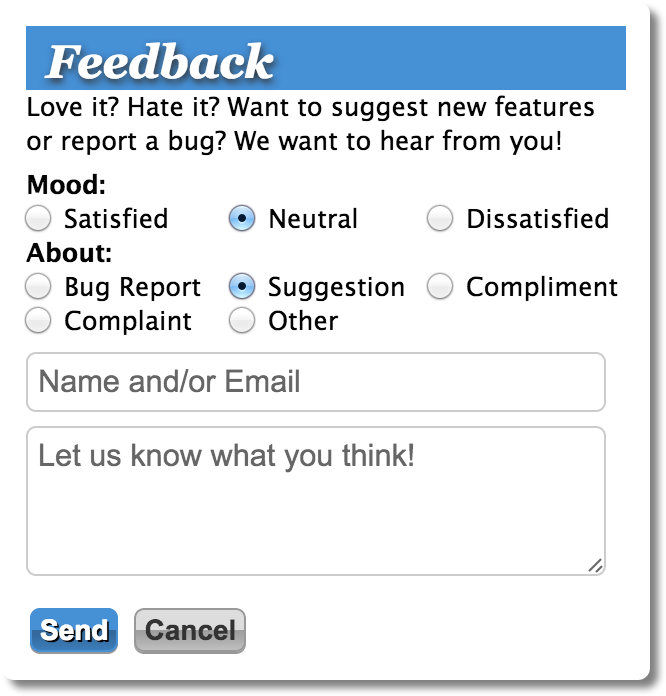 Feedback
Love it? Hate it? Want to suggest new features
or report a bug? We want to hear from you!
Mood:
Satisfied Neutral Dissatisfied
About:
Bug Report Suggestion Compliment
Complaint Other
Name and/or Email
Let us know what you think!
Send Cancel